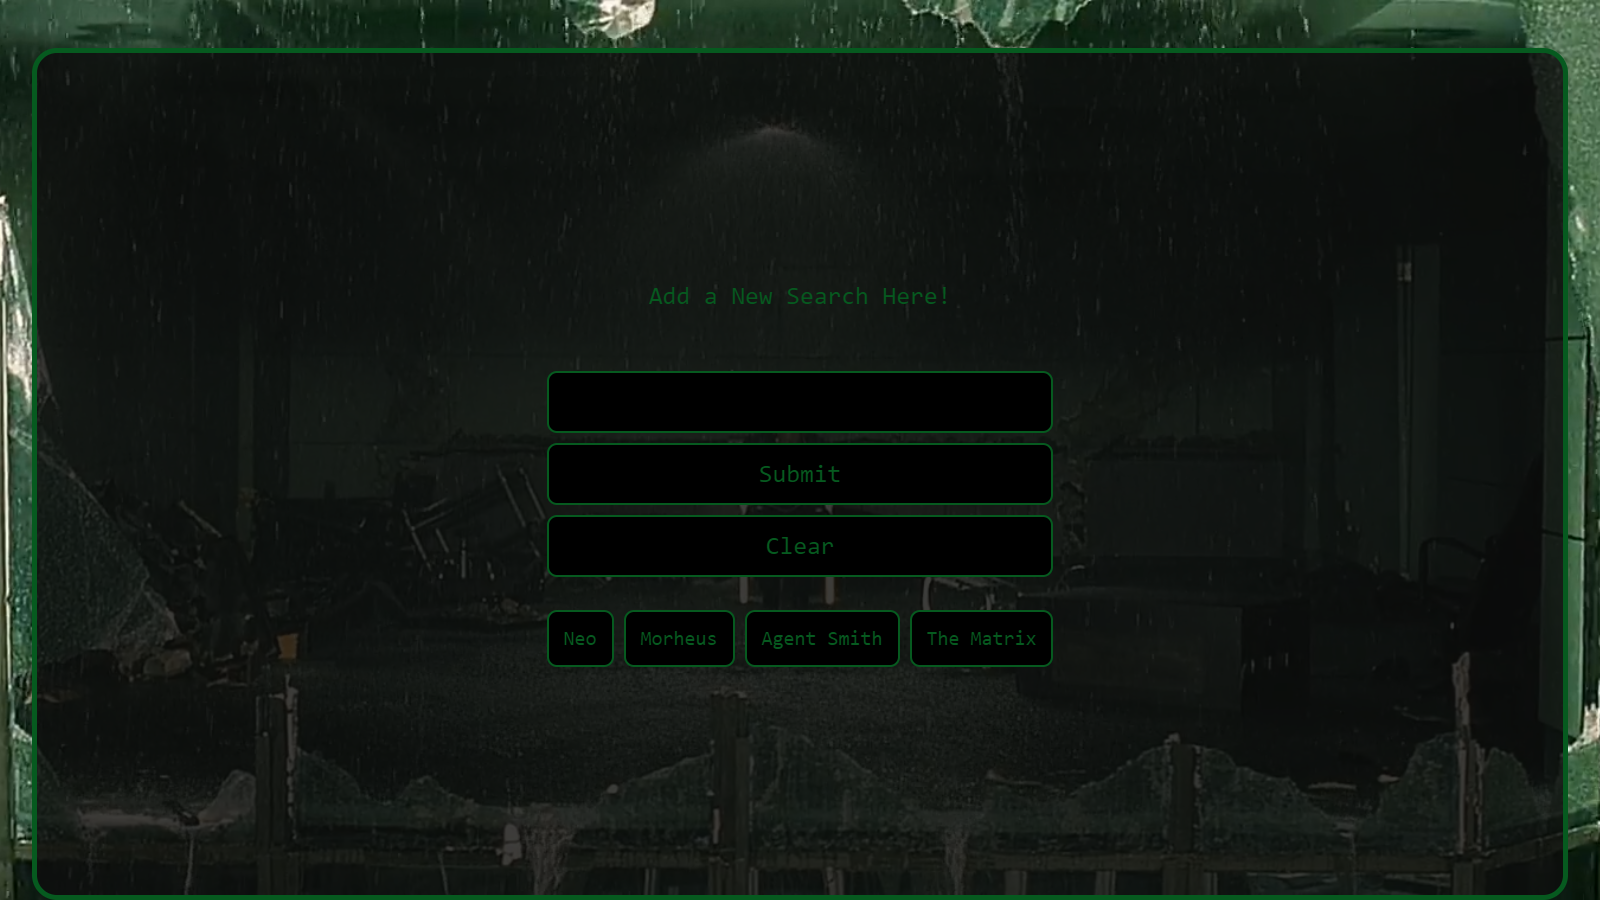 Add a New Search Here!
Submit
Clear
Neo
Morheus
Agent Smith
The Matrix